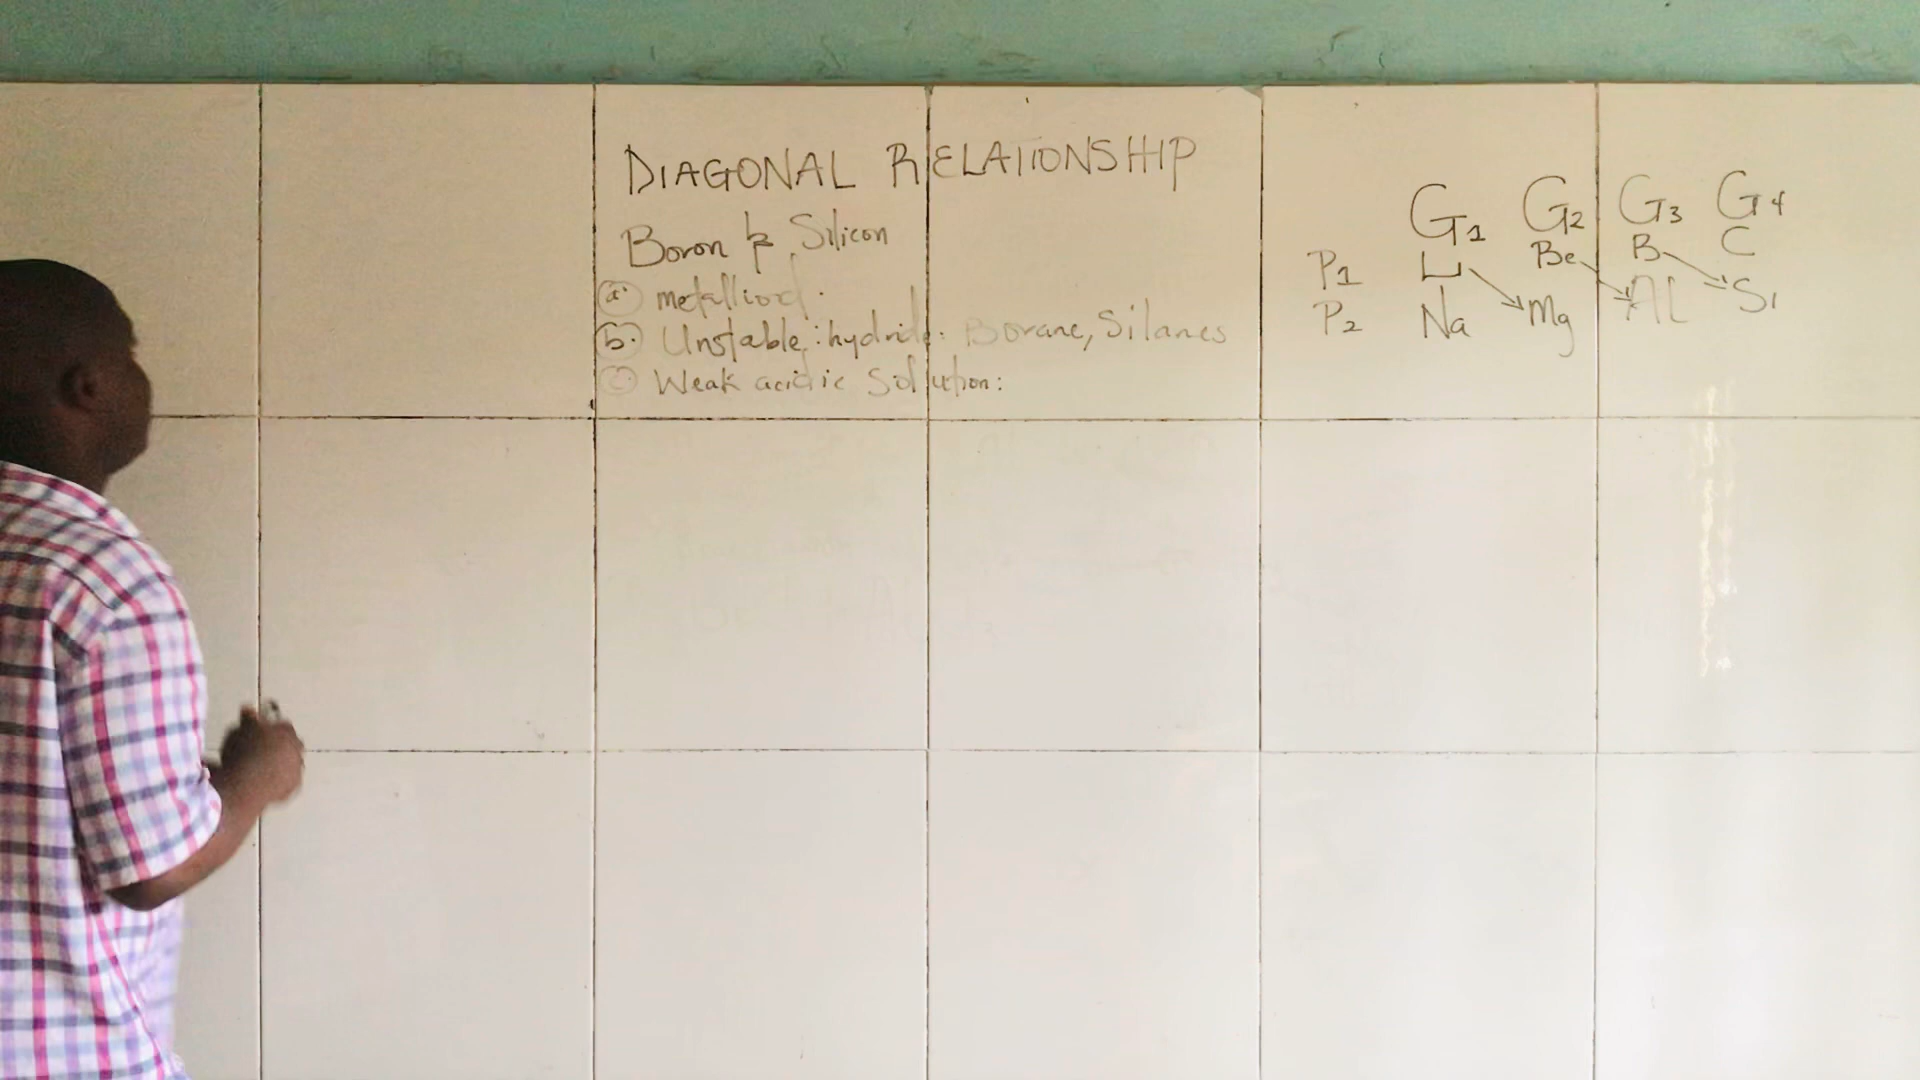 DIAGONAL RELATIONSHIP
Boron & Silicon
(a) metalliod.
(b.) Unstable: hydride: Borane, Silanes
(c) Weak acidic Solution:
G1 G2 G3 G4
P1 Li Be B C
P2 Na Mg Al Si